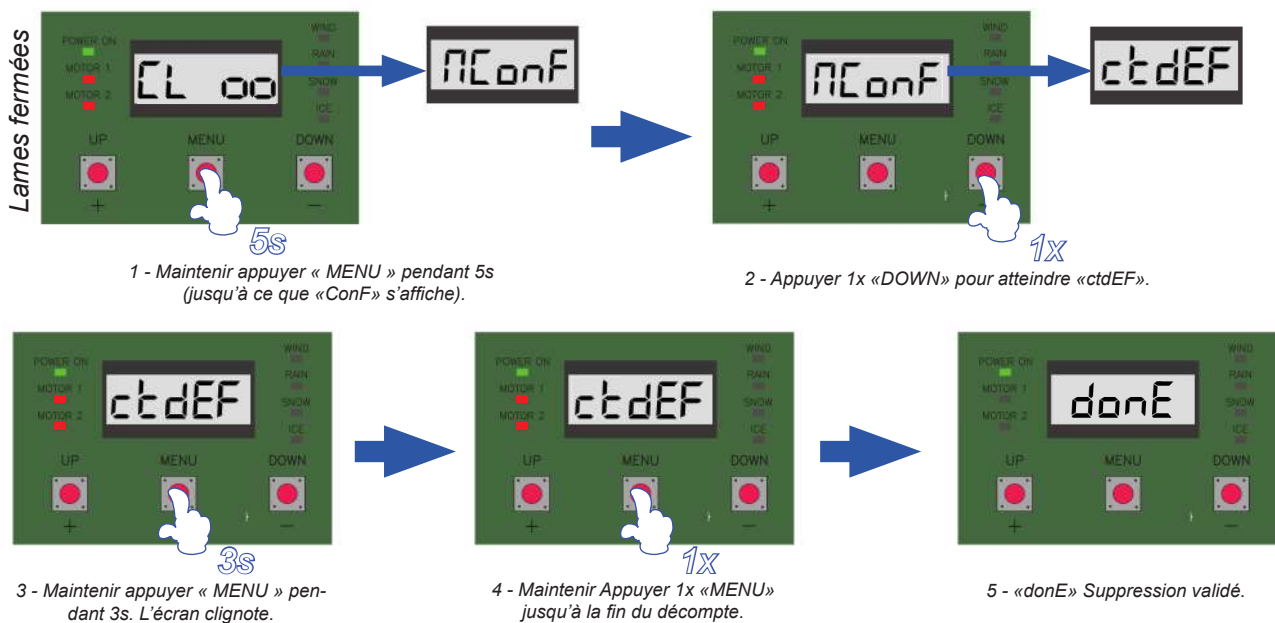 Lames fermées
POWER ON
MOTOR 1
MOTOR 2
CL oo
WIND
RAIN
SNOW
ICE
UP
MENU
DOWN
+
−
MConF
5s
1 - Maintenir appuyer « MENU » pendant 5s
(jusqu'à ce que «ConF» s'affiche).
POWER ON
MOTOR 1
MOTOR 2
MConF
WIND
RAIN
SNOW
ICE
UP
MENU
DOWN
+
ctdEF
1x
2 - Appuyer 1x «DOWN» pour atteindre «ctdEF».
POWER ON
MOTOR 1
MOTOR 2
ctdEF
WIND
RAIN
SNOW
ICE
UP
MENU
DOWN
+
−
3s
3 - Maintenir appuyer « MENU » pen-
dant 3s. L'écran clignote.
POWER ON
MOTOR 1
MOTOR 2
ctdEF
WIND
RAIN
SNOW
ICE
UP
MENU
DOWN
+
−
1x
4 - Maintenir Appuyer 1x «MENU»
jusqu'à la fin du décompte.
POWER ON
MOTOR 1
MOTOR 2
donE
WIND
RAIN
SNOW
ICE
UP
MENU
DOWN
+
−
5 - «donE» Suppression validé.